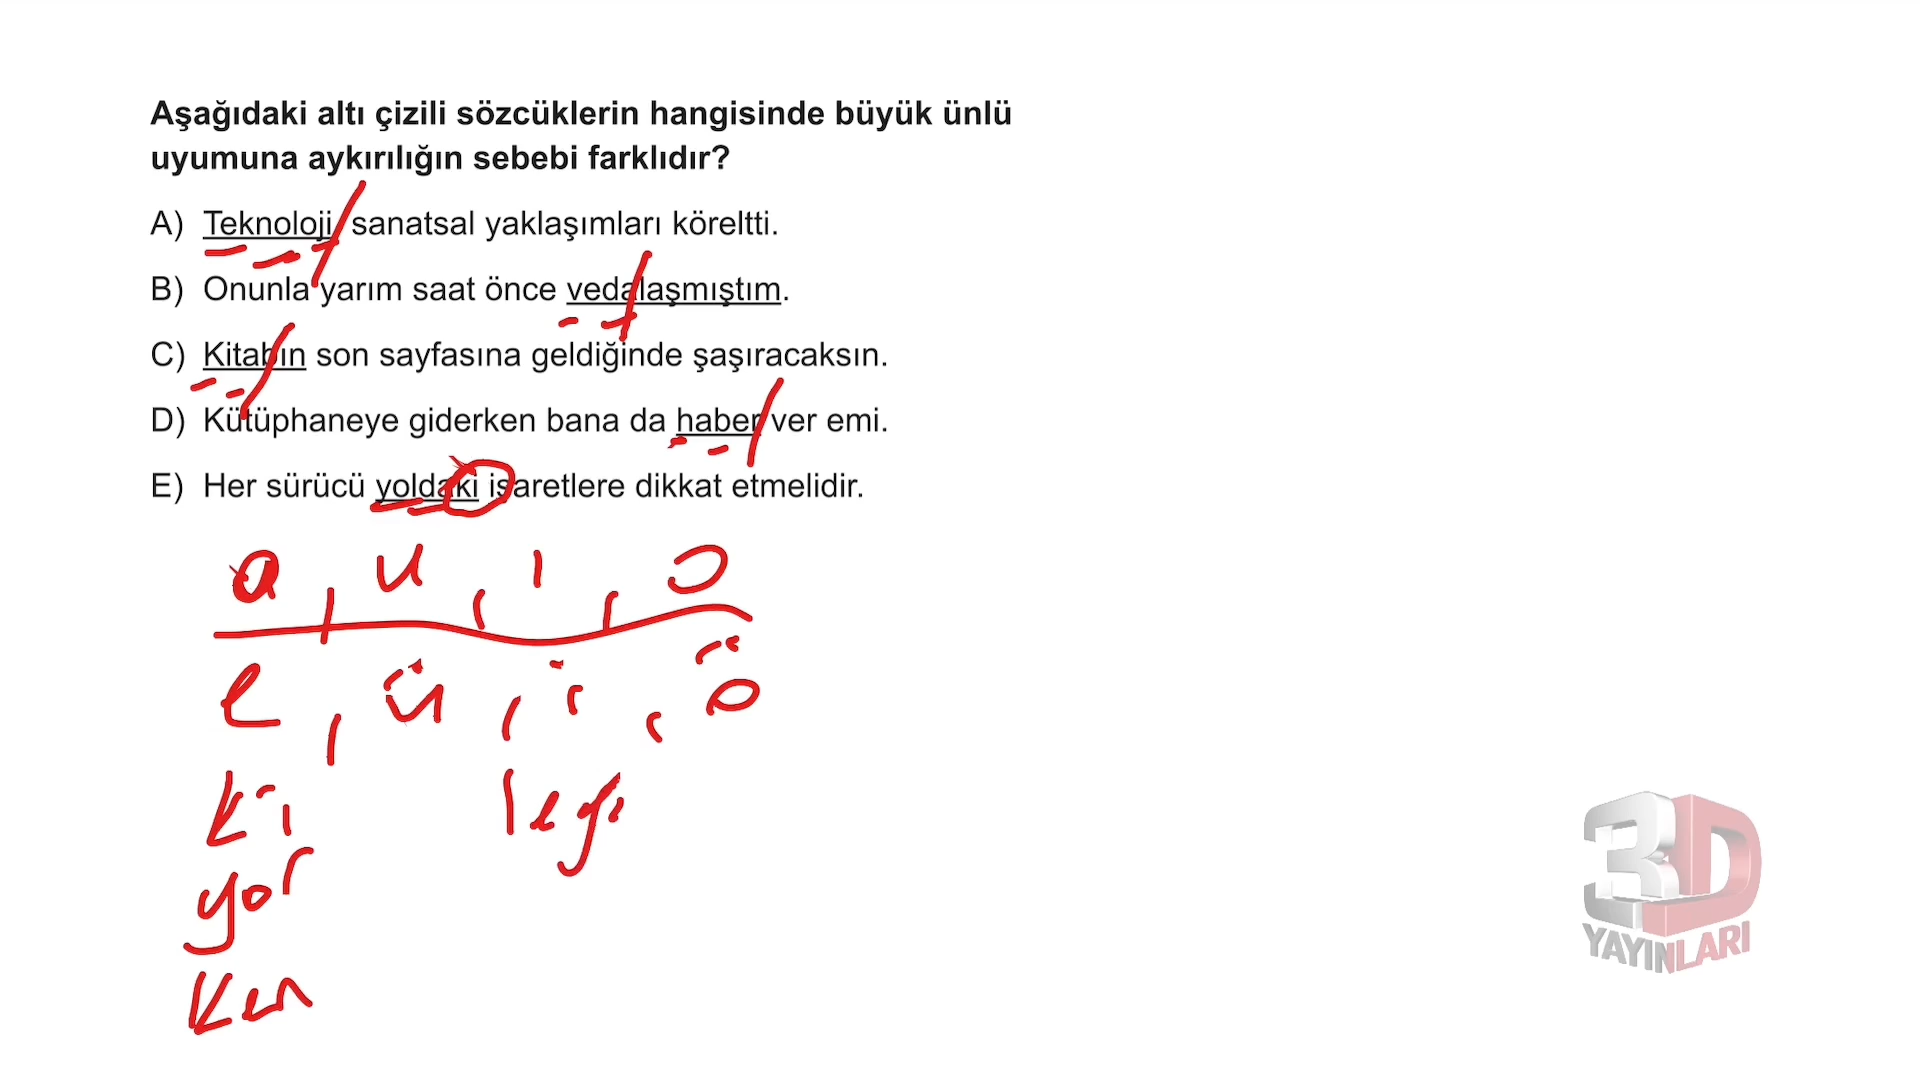 Aşağıdaki altı çizili sözcüklerin hangisinde büyük ünlü
uyumuna aykırılığın sebebi farklıdır?
A) Teknoloji, sanatsal yaklaşımları köreltti.
B) Onunla yarım saat önce vedalaşmıştım.
C) Kitabın son sayfasına geldiğinde şaşıracaksın.
D) Kütüphaneye giderken bana da haber ver emi.
E) Her sürücü yoldaki işaretlere dikkat etmelidir.
a, u, ı, o
e, ü, i, ö
ki
yor
ken
3D
YAYINLARI